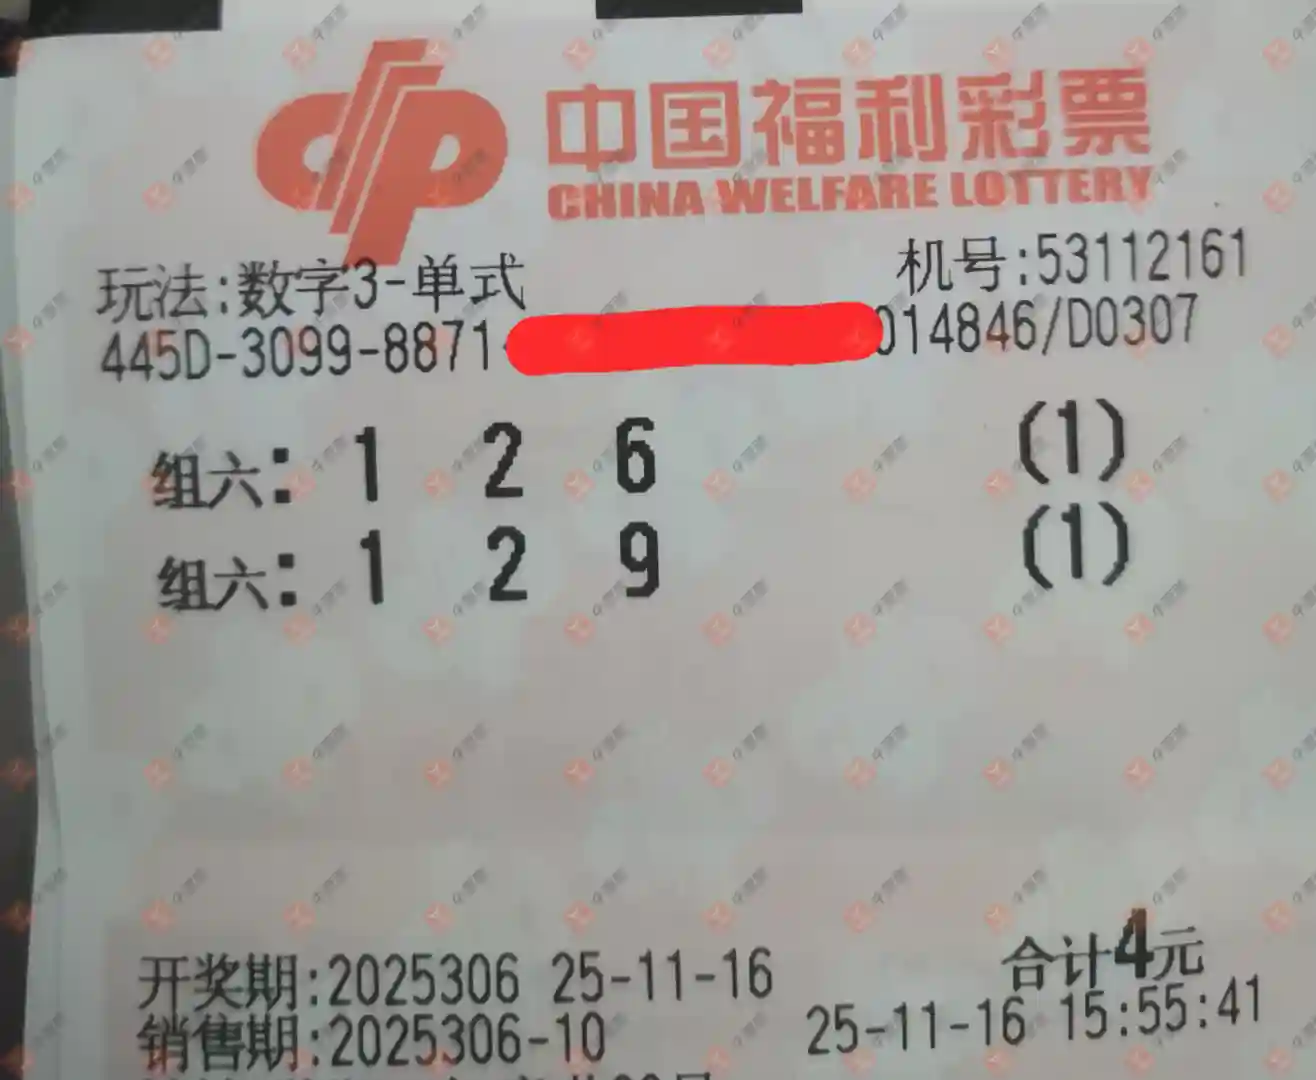 中国福利彩票
CHINA WELFARE LOTTERY
玩法:数字3-单式 机号:53112161
445D-3099-8871 014846/D0307
组六: 1 2 6 (1)
组六: 1 2 9 (1)
合计4元
开奖期:2025306 25-11-16
销售期:2025306-10 25-11-16 15:55:41